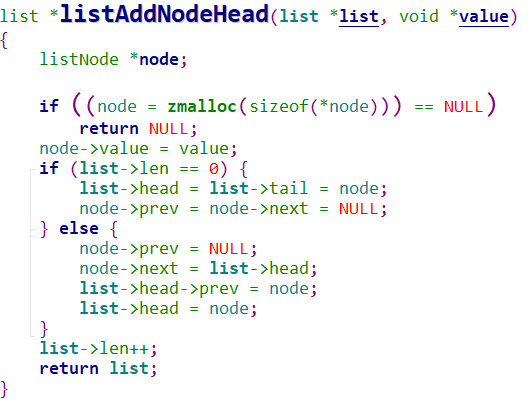 list *listAddNodeHead(list *list, void *value)
{
    listNode *node;

    if ((node = zmalloc(sizeof(*node))) == NULL)
        return NULL;
    node->value = value;
    if (list->len == 0) {
        list->head = list->tail = node;
        node->prev = node->next = NULL;
    } else {
        node->prev = NULL;
        node->next = list->head;
        list->head->prev = node;
        list->head = node;
    }
    list->len++;
    return list;
}